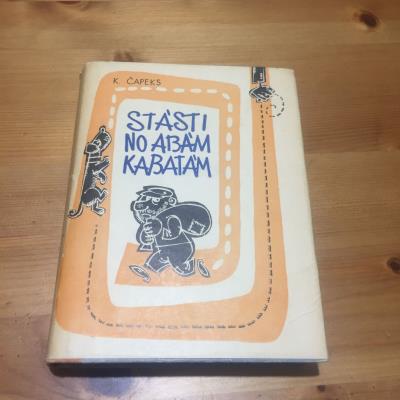 K. ČAPEKS
STĀSTI
NO ABĀM
KABATĀM